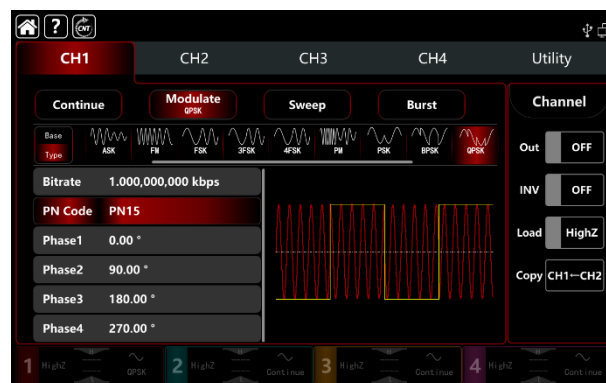 ? CNT
CH1 CH2 CH3 CH4 Utility
Continue Modulate QPSK Sweep Burst Channel
Base Type ASK FM FSK 3FSK 4FSK PM PSK BPSK QPSK
Out OFF
Bitrate 1.000,000,000 kbps
INV OFF
PN Code PN15
Phase1 0.00 °
Load HighZ
Phase2 90.00 °
Copy CH1←CH2
Phase3 180.00 °
Phase4 270.00 °
1 HighZ QPSK 2 HighZ Continue 3 HighZ Continue 4 HighZ Continue